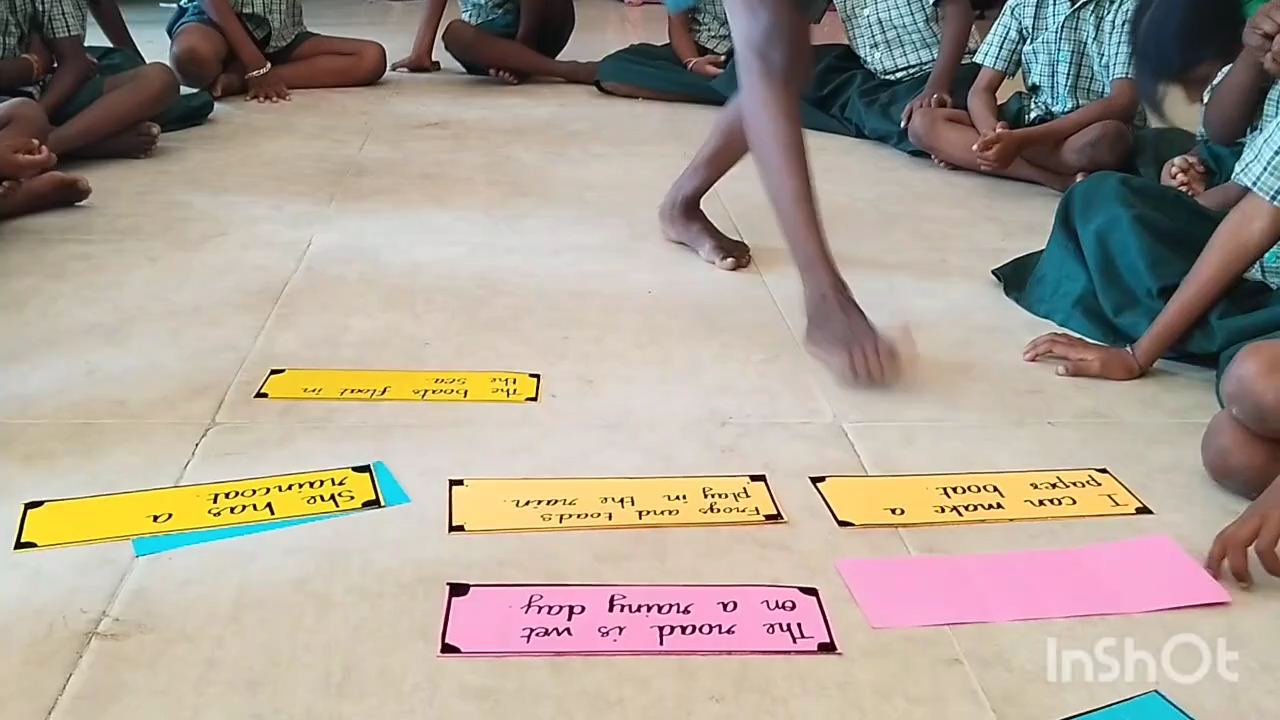 The boats float in
the sea.
She has a
raincoat.
Frogs and toads
play in the rain.
I can make a
paper boat.
The road is wet
on a rainy day.
InShOt